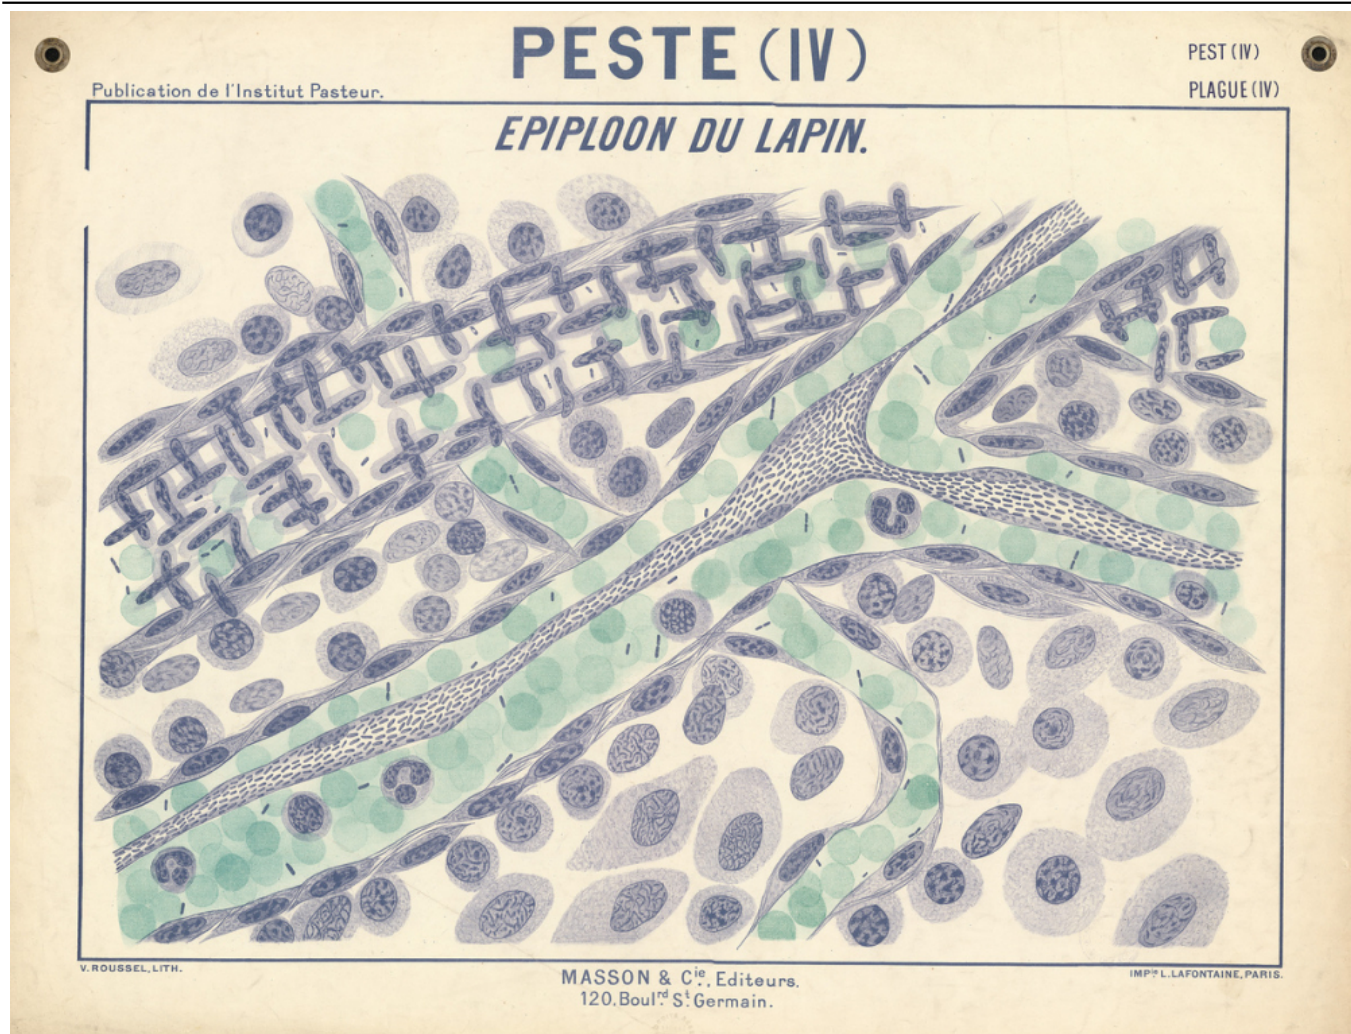 PESTE (IV)
PEST (IV)
PLAGUE (IV)
Publication de l'Institut Pasteur.
EPIPLOON DU LAPIN.
V. ROUSSEL, LITH.
MASSON & Cie., Editeurs.
120, Boulrd St Germain.
IMPie L. LAFONTAINE, PARIS.